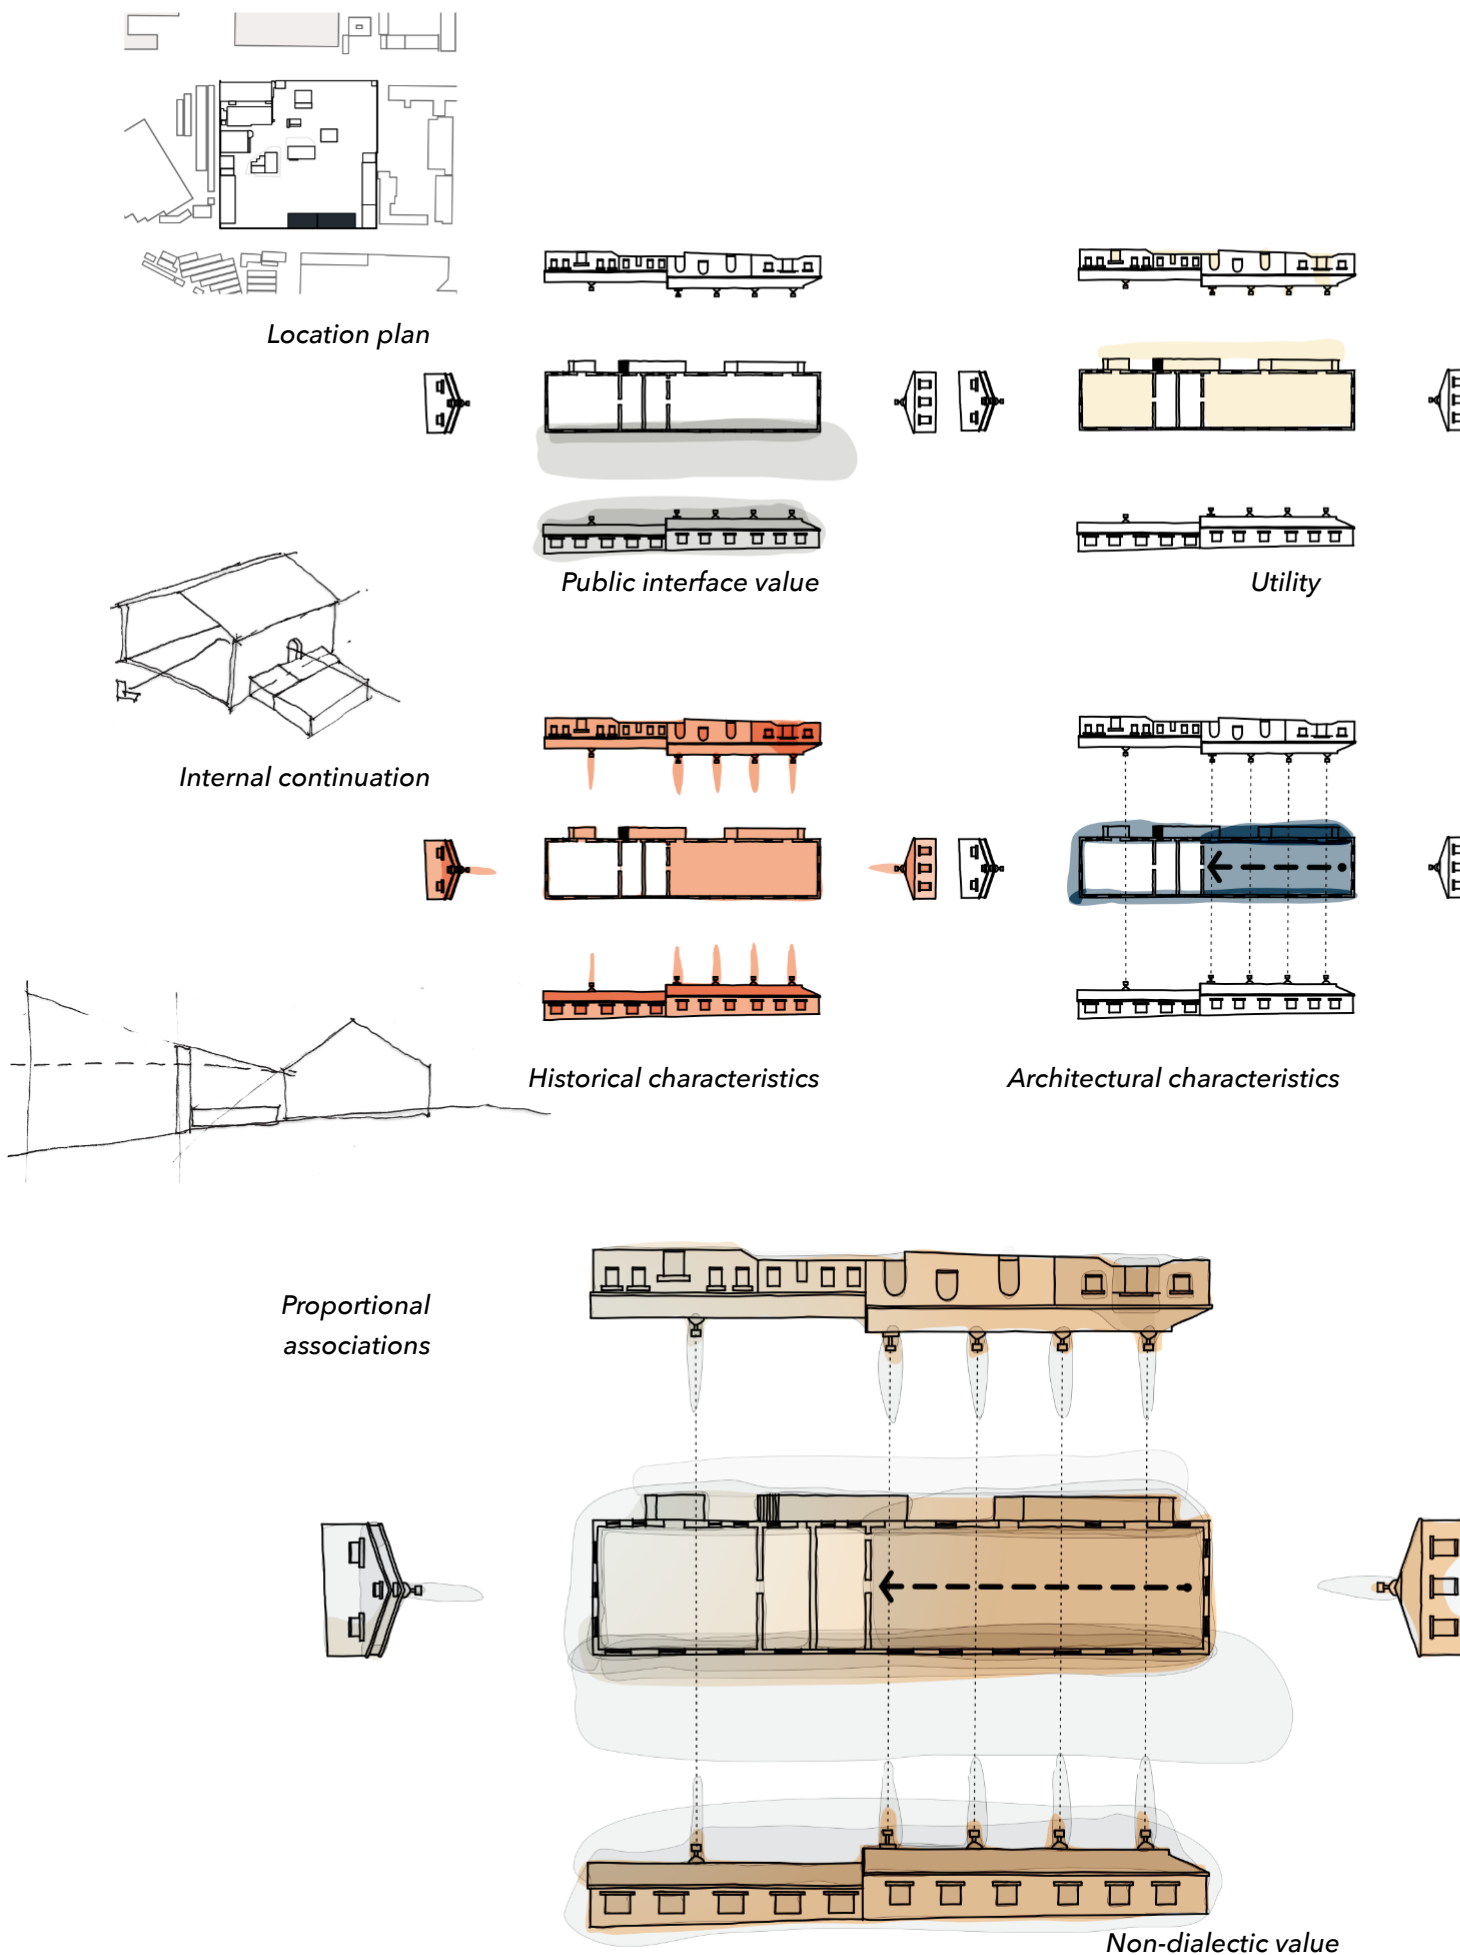 Location plan
Public interface value
Utility
Internal continuation
Historical characteristics
Architectural characteristics
Proportional
associations
Non-dialectic value